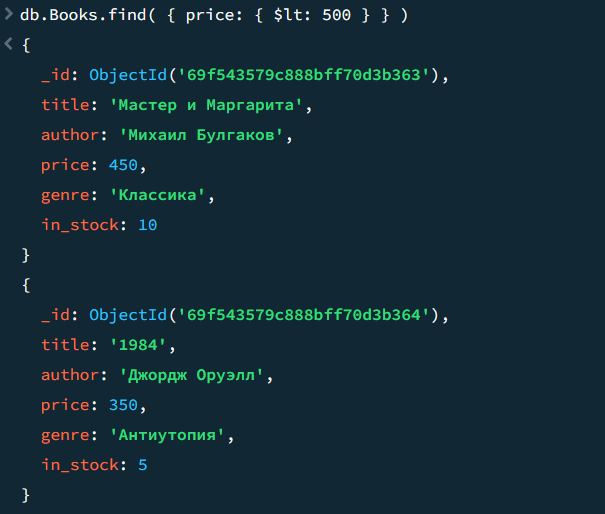 > db.Books.find( { price: { $lt: 500 } } )
< {
_id: ObjectId('69f543579c888bff70d3b363'),
title: 'Мастер и Маргарита',
author: 'Михаил Булгаков',
price: 450,
genre: 'Классика',
in_stock: 10
}
{
_id: ObjectId('69f543579c888bff70d3b364'),
title: '1984',
author: 'Джордж Оруэлл',
price: 350,
genre: 'Антиутопия',
in_stock: 5
}